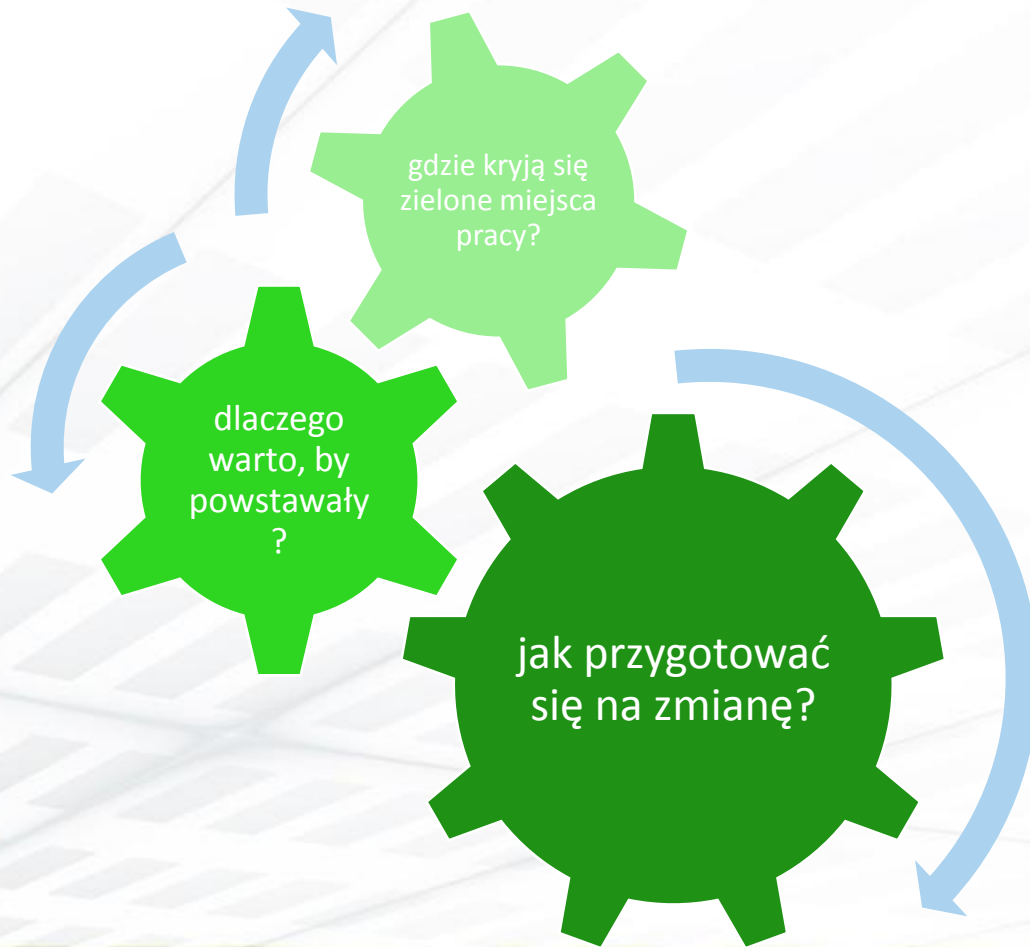 gdzie kryją się
zielone miejsca
pracy?
dlaczego
warto, by
powstawały
?
jak przygotować
się na zmianę?